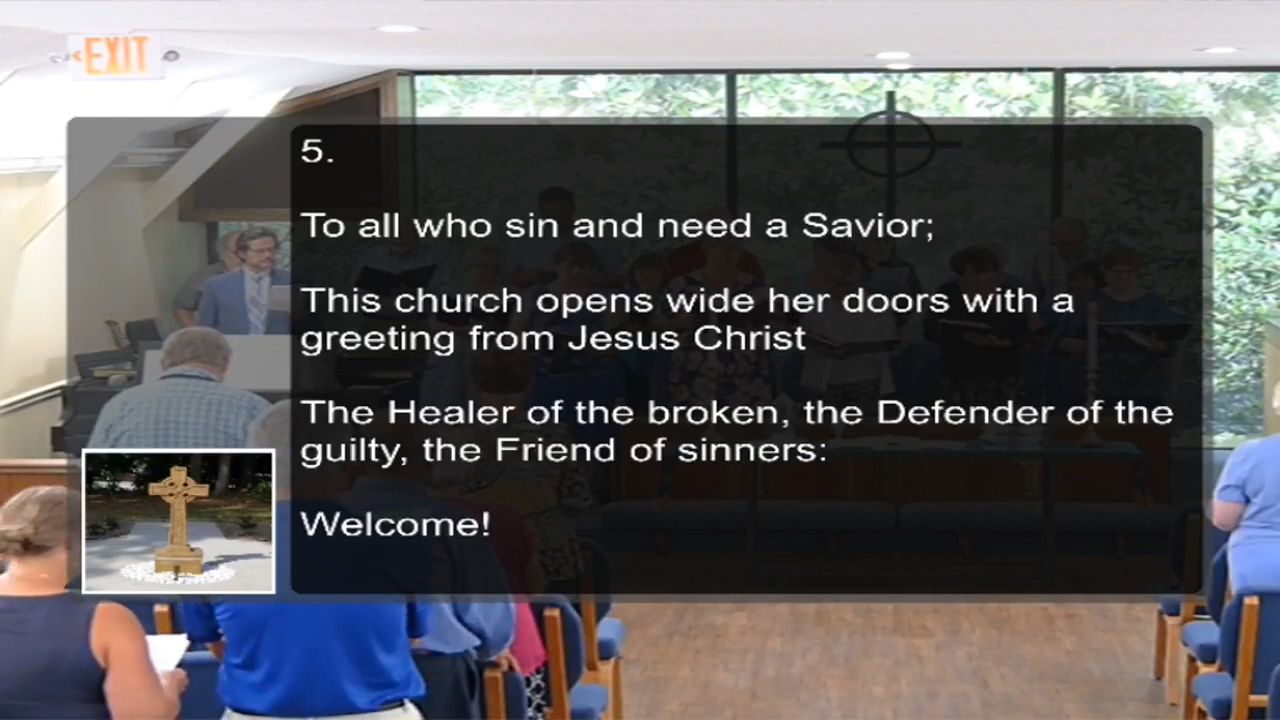 EXIT
5.
To all who sin and need a Savior;
This church opens wide her doors with a
greeting from Jesus Christ
The Healer of the broken, the Defender of the
guilty, the Friend of sinners:
Welcome!